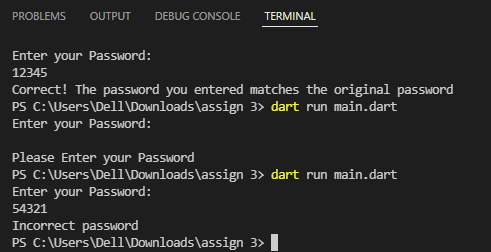 PROBLEMS OUTPUT DEBUG CONSOLE TERMINAL
Enter your Password:
12345
Correct! The password you entered matches the original password
PS C:\Users\Dell\Downloads\assign 3> dart run main.dart
Enter your Password:
Please Enter your Password
PS C:\Users\Dell\Downloads\assign 3> dart run main.dart
Enter your Password:
54321
Incorrect password
PS C:\Users\Dell\Downloads\assign 3>